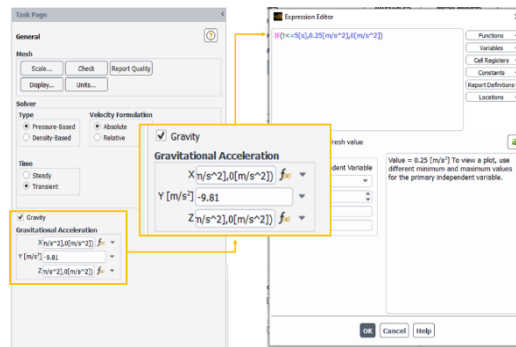 Task Page
General
Mesh
Scale... Check Report Quality
Display... Units...
Solver
Type Velocity Formulation
Pressure-Based Absolute
Density-Based Relative
Time
Steady
Transient
Gravity
Gravitational Acceleration
X n/s^2],0[m/s^2])
Y [m/s²] -9.81
Z n/s^2],0[m/s^2])
Gravity
Gravitational Acceleration
X n/s^2],0[m/s^2]) fx
Y [m/s²] -9.81
Z n/s^2],0[m/s^2]) fx
Expression Editor
IF(t<=5[s],0.25[m/s^2],0[m/s^2])
Functions
Variables
Cell Registers
Constants
Report Definitions
Locations
fresh value
dent Variable
Value = 0.25 [m/s^2] To view a plot, use
different minimum and maximum values
for the primary independent variable.
OK Cancel Help